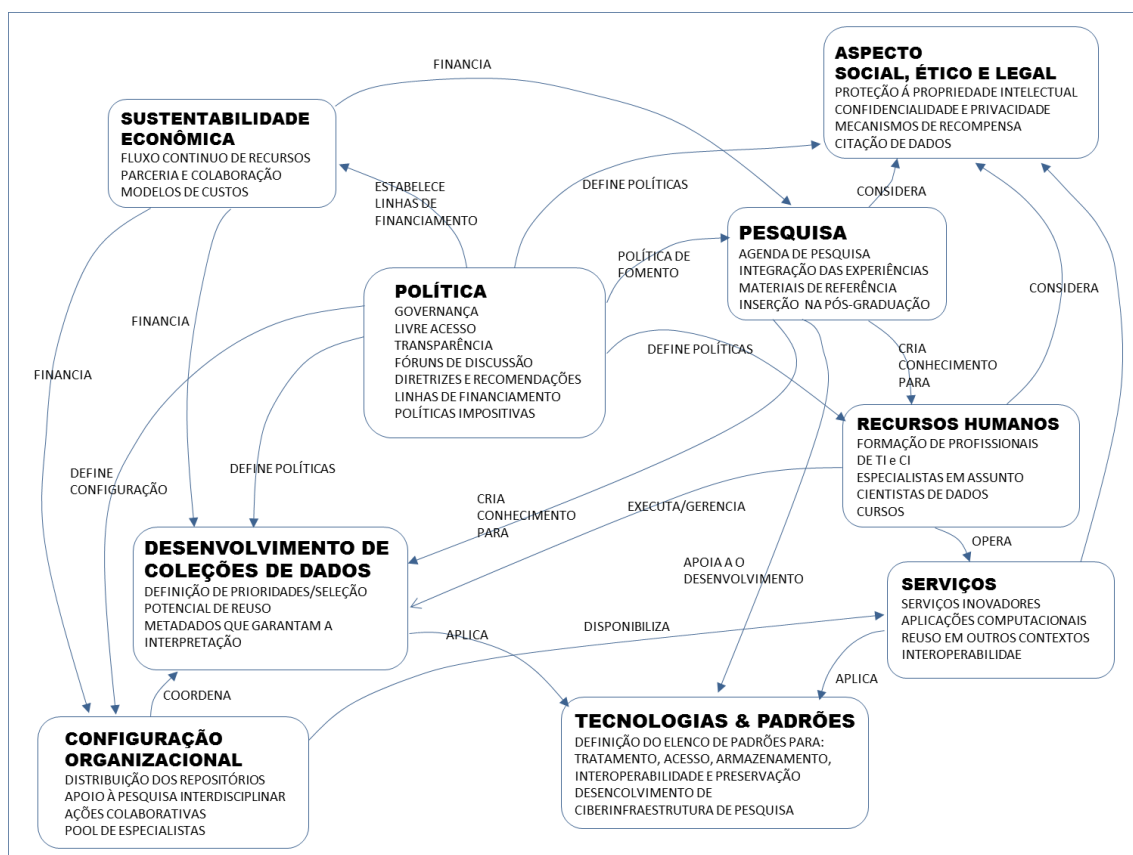 FINANCIA
ASPECTO
SOCIAL, ÉTICO E LEGAL
PROTEÇÃO Á PROPRIEDADE INTELECTUAL
CONFIDENCIALIDADE E PRIVACIDADE
MECANISMOS DE RECOMPENSA
CITAÇÃO DE DADOS
SUSTENTABILIDADE
ECONÔMICA
FLUXO CONTINUO DE RECURSOS
PARCERIA E COLABORAÇÃO
MODELOS DE CUSTOS
ESTABELECE
LINHAS DE
FINANCIAMENTO
DEFINE POLÍTICAS
CONSIDERA
PESQUISA
AGENDA DE PESQUISA
INTEGRAÇÃO DAS EXPERIÊNCIAS
MATERIAIS DE REFERÊNCIA
INSERÇÃO NA PÓS-GRADUAÇÃO
POLÍTICA DE
FOMENTO
CONSIDERA
POLÍTICA
GOVERNANÇA
LIVRE ACESSO
TRANSPARÊNCIA
FÓRUNS DE DISCUSSÃO
DIRETRIZES E RECOMENDAÇÕES
LINHAS DE FINANCIAMENTO
POLÍTICAS IMPOSITIVAS
FINANCIA
FINANCIA
DEFINE POLÍTICAS
CRIA
CONHECIMENTO
PARA
RECURSOS HUMANOS
FORMAÇÃO DE PROFISSIONAIS
DE TI e CI
ESPECIALISTAS EM ASSUNTO
CIENTISTAS DE DADOS
CURSOS
DEFINE
CONFIGURAÇÃO
DEFINE POLÍTICAS
CRIA
CONHECIMENTO
PARA
EXECUTA/GERENCIA
OPERA
DESENVOLVIMENTO DE
COLEÇÕES DE DADOS
DEFINIÇÃO DE PRIORIDADES/SELEÇÃO
POTENCIAL DE REUSO
METADADOS QUE GARANTAM A
INTERPRETAÇÃO
APOIA A O
DESENVOLVIMENTO
SERVIÇOS
SERVIÇOS INOVADORES
APLICAÇÕES COMPUTACIONAIS
REUSO EM OUTROS CONTEXTOS
INTEROPERABILIDAE
APLICA
DISPONIBILIZA
APLICA
COORDENA
CONFIGURAÇÃO
ORGANIZACIONAL
DISTRIBUIÇÃO DOS REPOSITÓRIOS
APOIO À PESQUISA INTERDISCIPLINAR
AÇÕES COLABORATIVAS
POOL DE ESPECIALISTAS
TECNOLOGIAS & PADRÕES
DEFINIÇÃO DO ELENCO DE PADRÕES PARA:
TRATAMENTO, ACESSO, ARMAZENAMENTO,
INTEROPERABILIDADE E PRESERVAÇÃO
DESENCOLVIMENTO DE
CIBERINFRAESTRUTURA DE PESQUISA